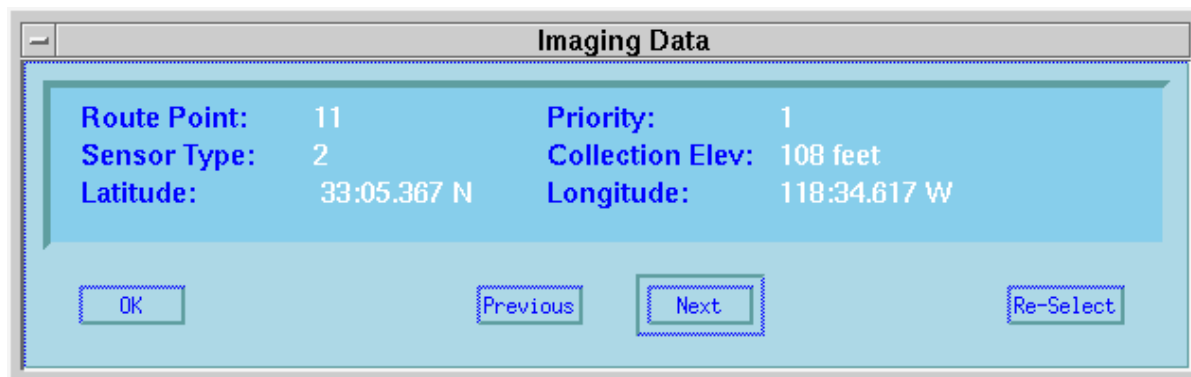 Imaging Data
Route Point: 11 Priority: 1
Sensor Type: 2 Collection Elev: 108 feet
Latitude: 33:05.367 N Longitude: 118:34.617 W
OK Previous Next Re-Select